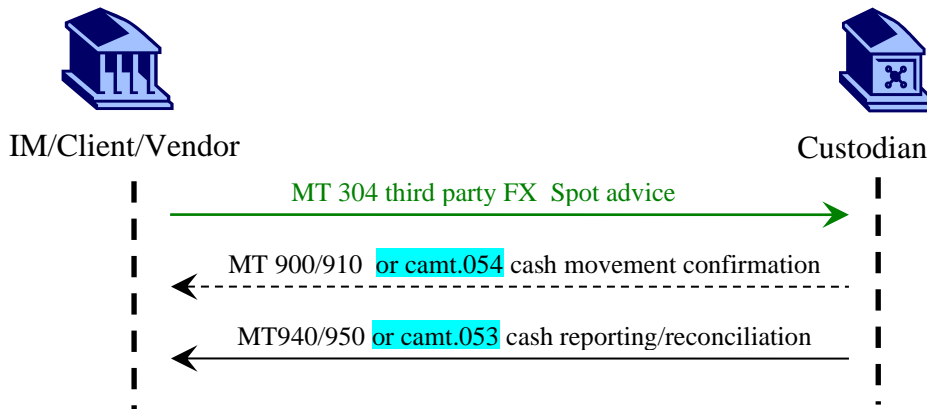 IM/Client/Vendor
Custodian
MT 304 third party FX Spot advice
MT 900/910 or camt.054 cash movement confirmation
MT940/950 or camt.053 cash reporting/reconciliation